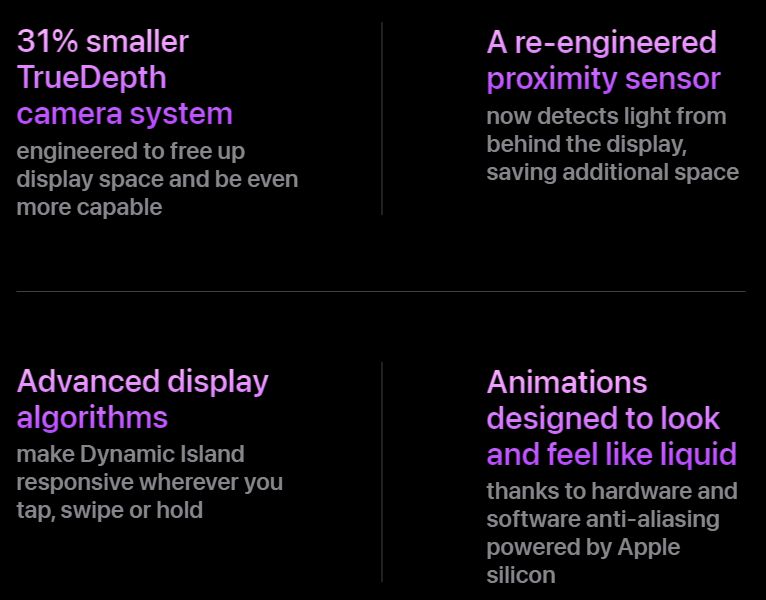 31% smaller
TrueDepth
camera system
engineered to free up
display space and be even
more capable
A re-engineered
proximity sensor
now detects light from
behind the display,
saving additional space
Advanced display
algorithms
make Dynamic Island
responsive wherever you
tap, swipe or hold
Animations
designed to look
and feel like liquid
thanks to hardware and
software anti-aliasing
powered by Apple
silicon